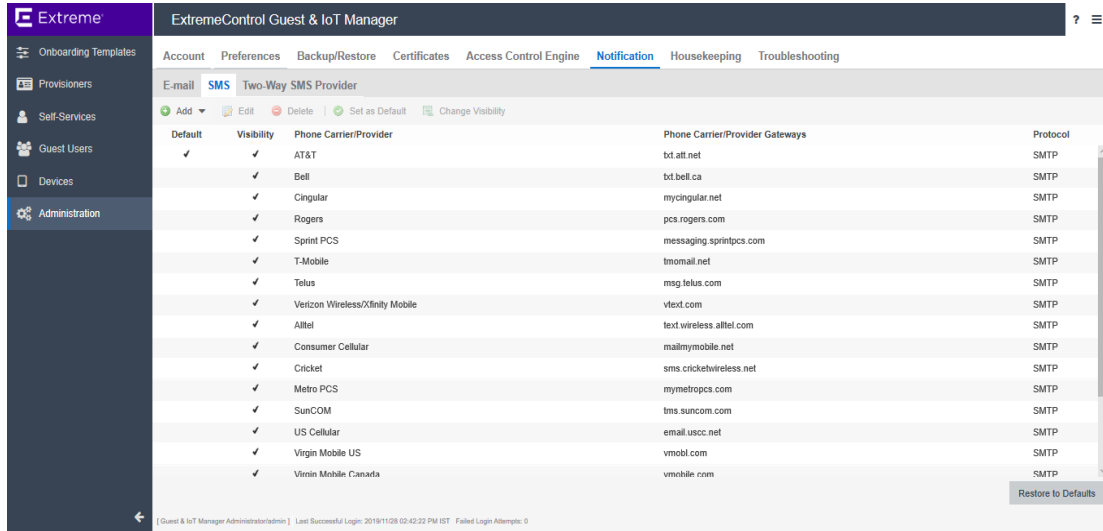 Extreme
ExtremeControl Guest & IoT Manager
?
Onboarding Templates
Provisioners
Self-Services
Guest Users
Devices
Administration
Account Preferences Backup/Restore Certificates Access Control Engine Notification Housekeeping Troubleshooting
E-mail SMS Two-Way SMS Provider
Add Edit Delete Set as Default Change Visibility
Default Visibility Phone Carrier/Provider Phone Carrier/Provider Gateways Protocol
AT&T txt.att.net SMTP
Bell txt.bell.ca SMTP
Cingular mycingular.net SMTP
Rogers pcs.rogers.com SMTP
Sprint PCS messaging.sprintpcs.com SMTP
T-Mobile tmomail.net SMTP
Telus msg.telus.com SMTP
Verizon Wireless/Xfinity Mobile vtext.com SMTP
Alltel text.wireless.alltel.com SMTP
Consumer Cellular mailmymobile.net SMTP
Cricket sms.cricketwireless.net SMTP
Metro PCS mymetropcs.com SMTP
SunCOM tms.suncom.com SMTP
US Cellular email.uscc.net SMTP
Virgin Mobile US vmobl.com SMTP
Virgin Mobile Canada vmobile.com SMTP
Restore to Defaults
[ Guest & IoT Manager Administrator/admin ] Last Successful Login: 2019/11/28 02:42:22 PM IST Failed Login Attempts: 0